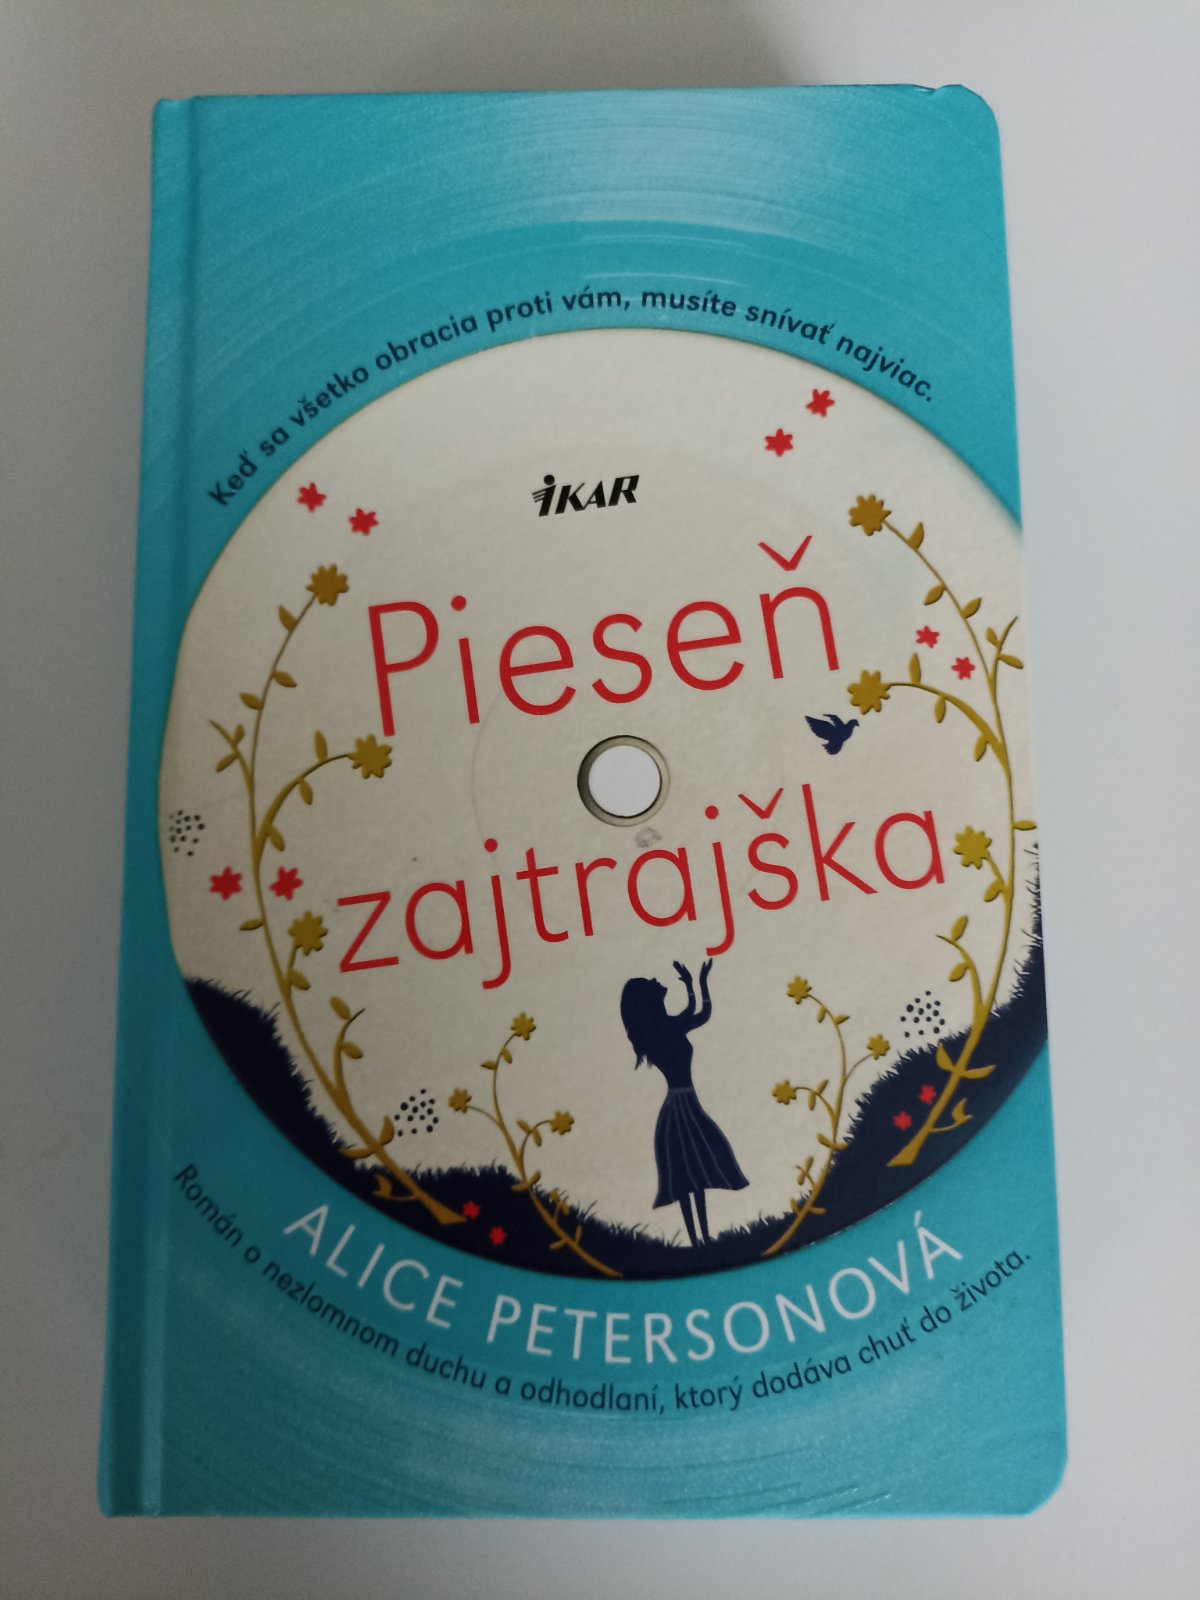 Keď sa všetko obracia proti vám, musíte snívať najviac.
IKAR
Pieseň
zajtrajška
ALICE PETERSONOVÁ
Román o nezlomnom duchu a odhodlaní, ktorý dodáva chuť do života.